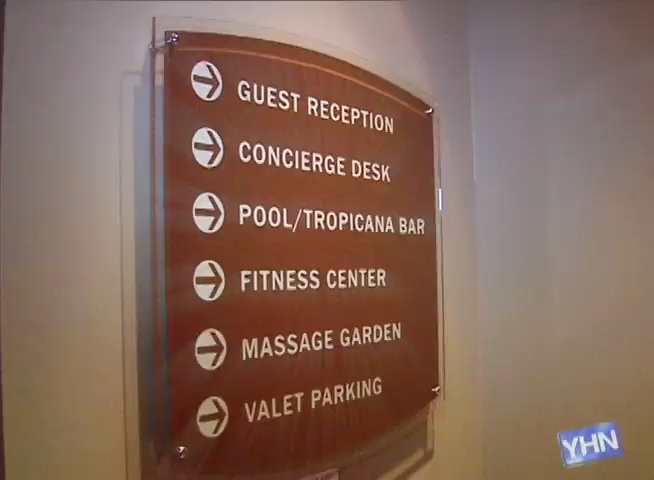 GUEST RECEPTION
CONCIERGE DESK
POOL/TROPICANA BAR
FITNESS CENTER
MASSAGE GARDEN
VALET PARKING
YHN